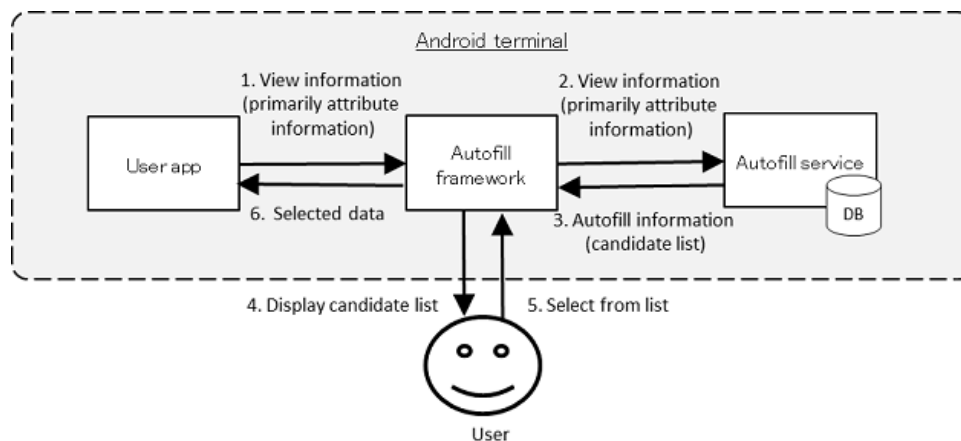 Android terminal
1. View information
(primarily attribute
information)
2. View information
(primarily attribute
information)
User app
Autofill
framework
Autofill service
DB
6. Selected data
3. Autofill information
(candidate list)
4. Display candidate list
5. Select from list
User